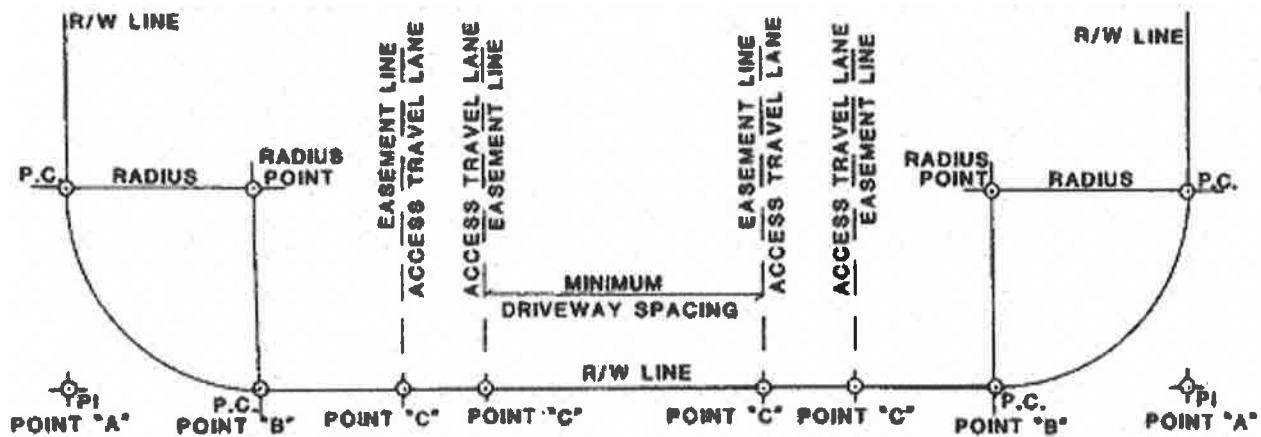 R/W LINE
R/W LINE
EASEMENT LINE
ACCESS TRAVEL LANE
ACCESS TRAVEL LANE
EASEMENT LINE
EASEMENT LINE
ACCESS TRAVEL LANE
ACCESS TRAVEL LANE
EASEMENT LINE
P.C.
RADIUS
RADIUS
POINT
RADIUS
POINT
RADIUS
P.C.
MINIMUM
DRIVEWAY SPACING
R/W LINE
PI
POINT "A"
P.C.
POINT "B"
POINT "C"
POINT "C"
POINT "C"
POINT "C"
P.C.
POINT "B"
PI
POINT "A"